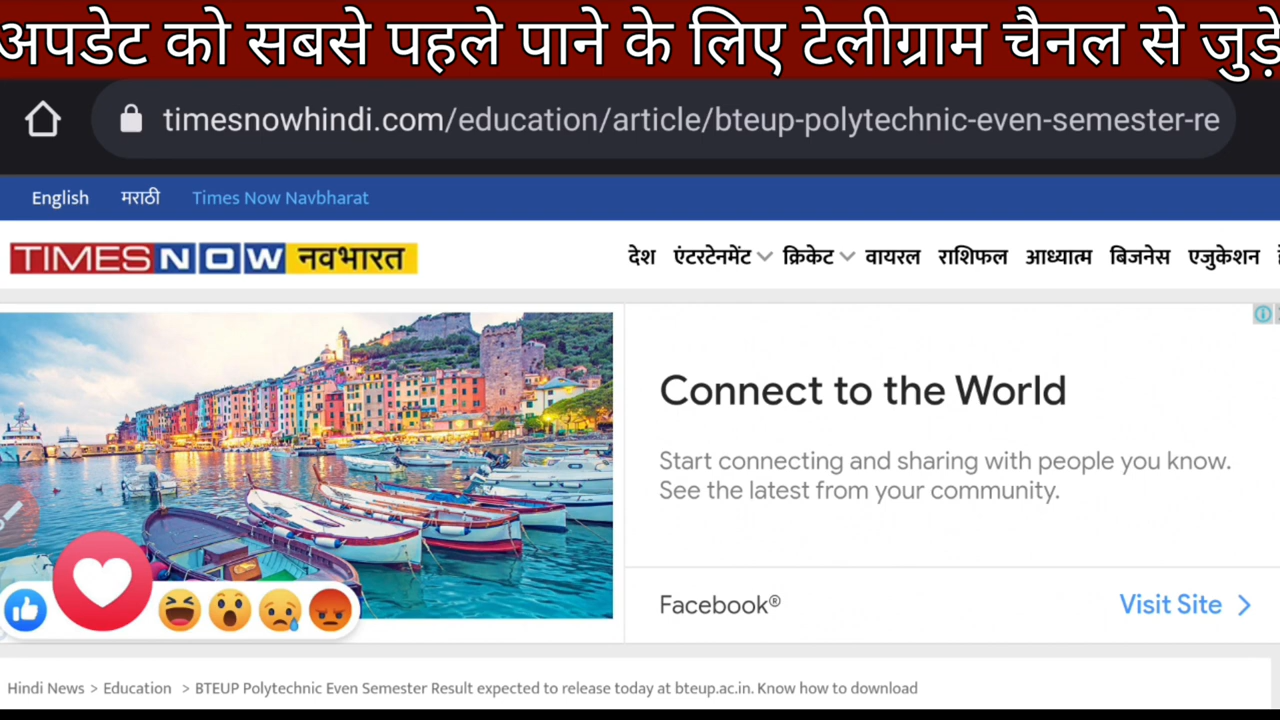 अपडेट को सबसे पहले पाने के लिए टेलीग्राम चैनल से जुड़े
timesnowhindi.com/education/article/bteup-polytechnic-even-semester-re
English मराठी Times Now Navbharat
TIMES NOW नवभारत
देश एंटरटेनमेंट क्रिकेट वायरल राशिफल आध्यात्म बिजनेस एजुकेशन
Connect to the World
Start connecting and sharing with people you know.
See the latest from your community.
Facebook® Visit Site >
Hindi News > Education > BTEUP Polytechnic Even Semester Result expected to release today at bteup.ac.in. Know how to download